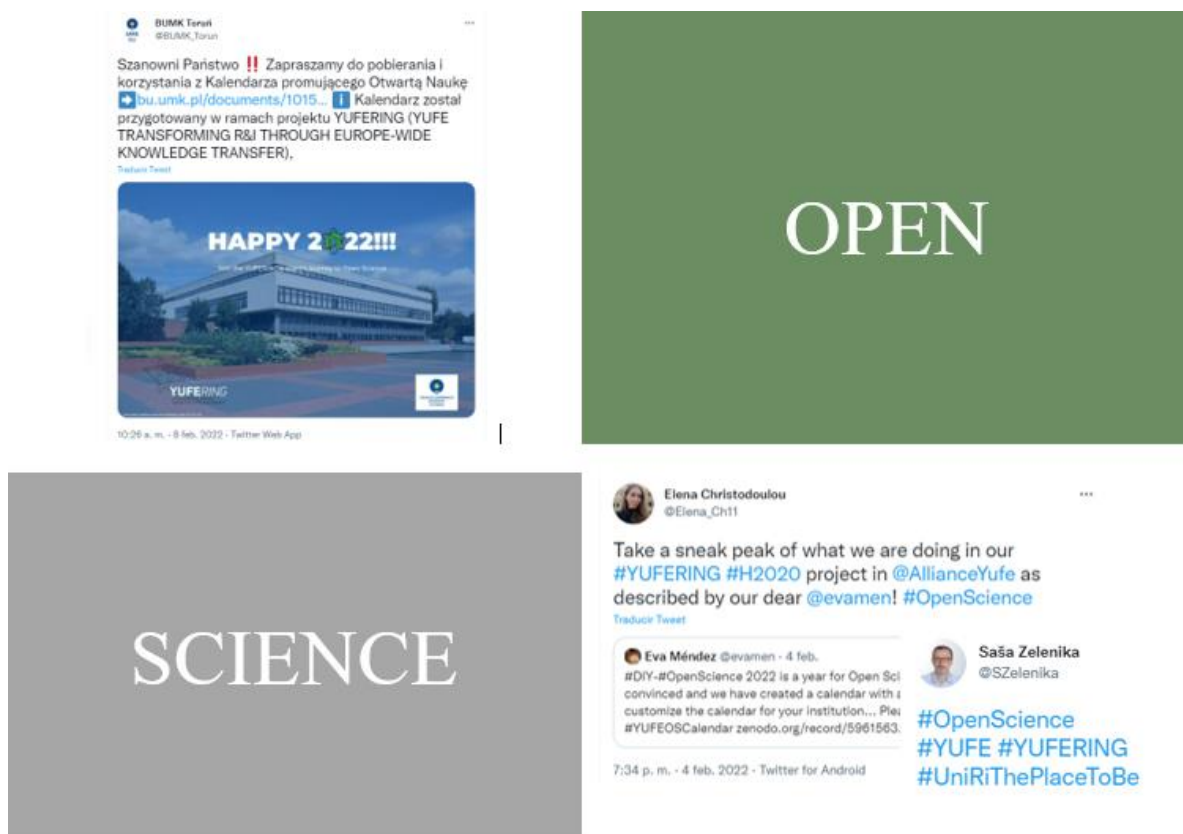 BUMK Toruń
@BUMK_Torun
Szanowni Państwo ‼ Zapraszamy do pobierania i
korzystania z Kalendarza promującego Otwartą Naukę
➡bu.umk.pl/documents/1015... ℹ Kalendarz został
przygotowany w ramach projektu YUFERING (YUFE
TRANSFORMING R&I THROUGH EUROPE-WIDE
KNOWLEDGE TRANSFER),
Traducir Tweet
HAPPY 2022!!!
YUFERING
10:26 a. m. · 8 feb. 2022 · Twitter Web App
OPEN
SCIENCE
Elena Christodoulou
@Elena_Ch11
Take a sneak peak of what we are doing in our
#YUFERING #H2020 project in @AllianceYufe as
described by our dear @evamen! #OpenScience
Traducir Tweet
Eva Méndez @evamen · 4 feb.
#DIY-#OpenScience 2022 is a year for Open Sci
convinced and we have created a calendar with a
customize the calendar for your institution... Plea
#YUFEOSCalendar zenodo.org/record/5961563.
7:34 p. m. · 4 feb. 2022 · Twitter for Android
Saša Zelenika
@SZelenika
#OpenScience
#YUFE #YUFERING
#UniRiThePlaceToBe